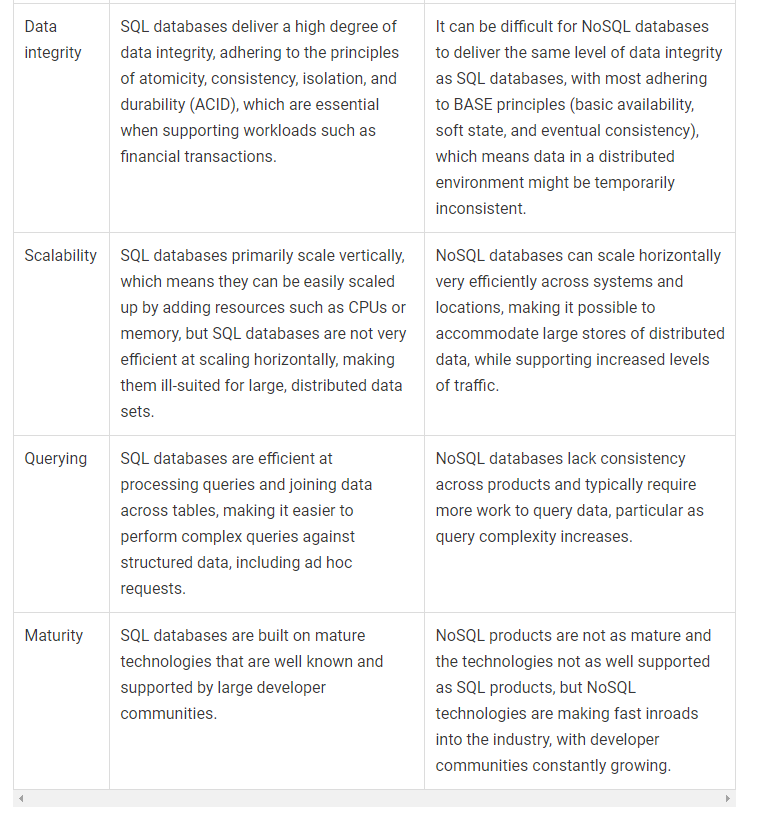 Data
integrity
SQL databases deliver a high degree of
data integrity, adhering to the principles
of atomicity, consistency, isolation, and
durability (ACID), which are essential
when supporting workloads such as
financial transactions.
It can be difficult for NoSQL databases
to deliver the same level of data integrity
as SQL databases, with most adhering
to BASE principles (basic availability,
soft state, and eventual consistency),
which means data in a distributed
environment might be temporarily
inconsistent.
Scalability
SQL databases primarily scale vertically,
which means they can be easily scaled
up by adding resources such as CPUs or
memory, but SQL databases are not very
efficient at scaling horizontally, making
them ill-suited for large, distributed data
sets.
NoSQL databases can scale horizontally
very efficiently across systems and
locations, making it possible to
accommodate large stores of distributed
data, while supporting increased levels
of traffic.
Querying
SQL databases are efficient at
processing queries and joining data
across tables, making it easier to
perform complex queries against
structured data, including ad hoc
requests.
NoSQL databases lack consistency
across products and typically require
more work to query data, particular as
query complexity increases.
Maturity
SQL databases are built on mature
technologies that are well known and
supported by large developer
communities.
NoSQL products are not as mature and
the technologies not as well supported
as SQL products, but NoSQL
technologies are making fast inroads
into the industry, with developer
communities constantly growing.